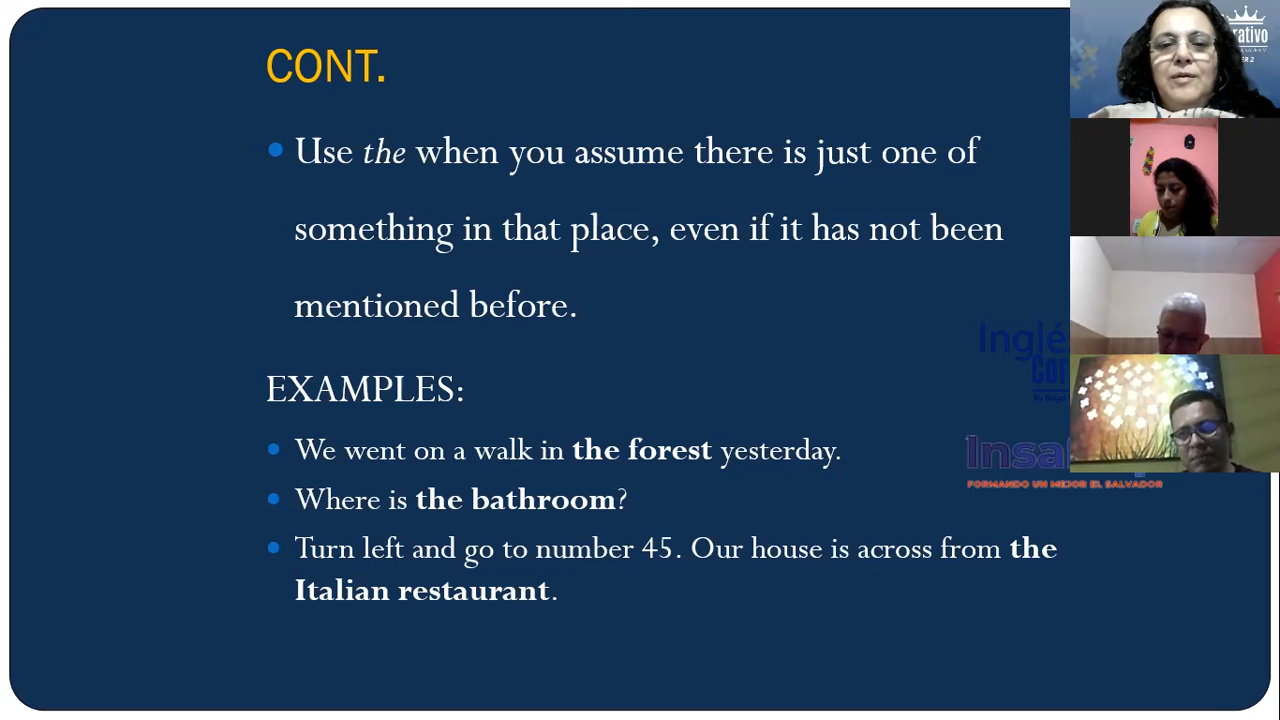 CONT.
• Use the when you assume there is just one of
something in that place, even if it has not been
mentioned before.
EXAMPLES:
• We went on a walk in the forest yesterday.
• Where is the bathroom?
• Turn left and go to number 45. Our house is across from the
Italian restaurant.
rativo
Inglé
Cor
Insaf
FORMANDO UN MEJOR EL SALVADOR